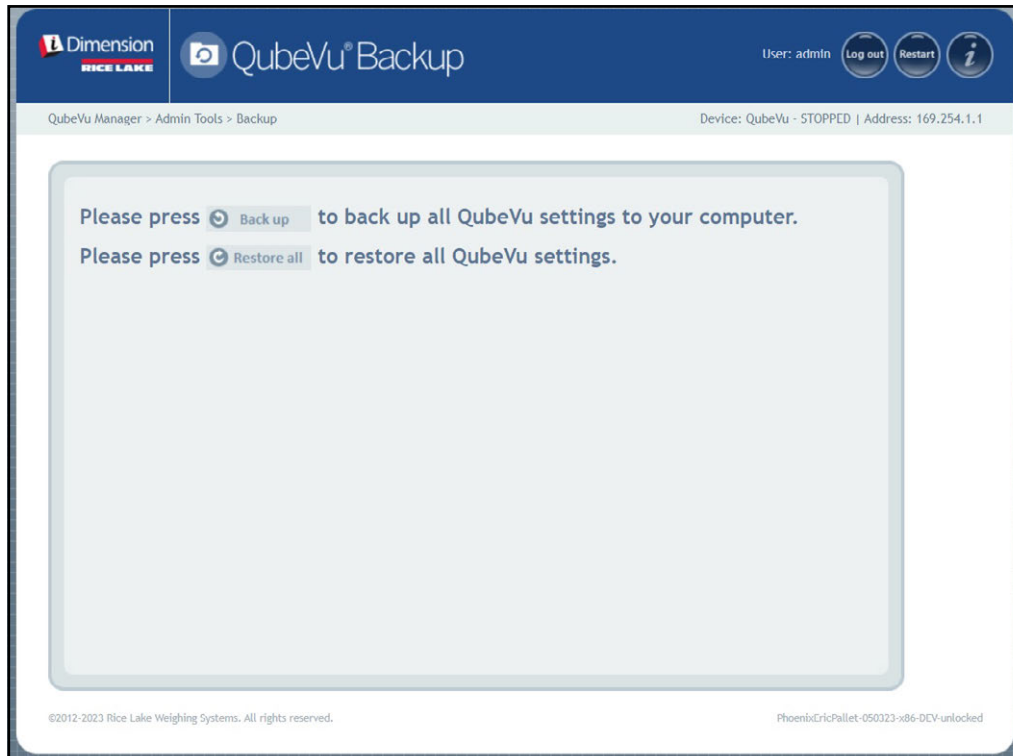 iDimension
RICE LAKE
QubeVu® Backup
User: admin
Log out
Restart
i
QubeVu Manager > Admin Tools > Backup
Device: QubeVu - STOPPED | Address: 169.254.1.1
Please press Back up to back up all QubeVu settings to your computer.
Please press Restore all to restore all QubeVu settings.
©2012-2023 Rice Lake Weighing Systems. All rights reserved.
PhoenixEricPallet-050323-x86-DEV-unlocked